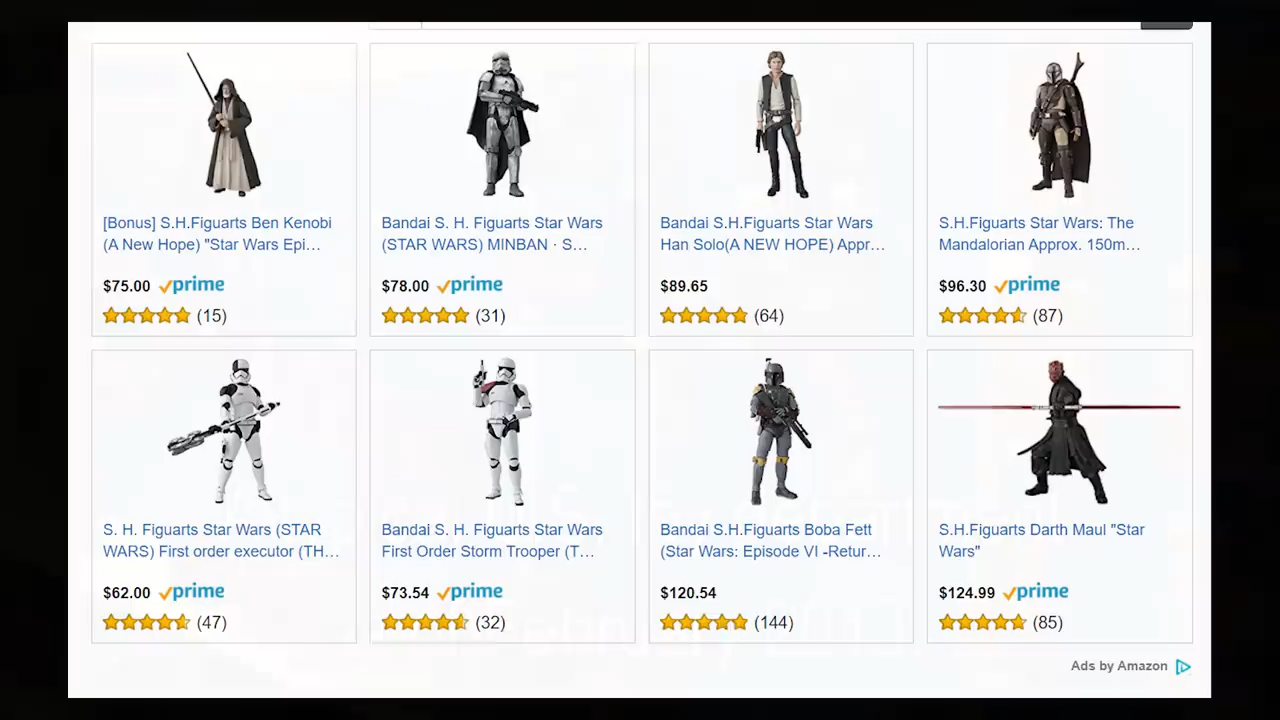 [Bonus] S.H.Figuarts Ben Kenobi
(A New Hope) "Star Wars Epi…
$75.00 prime
(15)
Bandai S. H. Figuarts Star Wars
(STAR WARS) MINBAN · S…
$78.00 prime
(31)
Bandai S.H.Figuarts Star Wars
Han Solo(A NEW HOPE) Appr…
$89.65
(64)
S.H.Figuarts Star Wars: The
Mandalorian Approx. 150m…
$96.30 prime
(87)
S. H. Figuarts Star Wars (STAR
WARS) First order executor (TH…
$62.00 prime
(47)
Bandai S. H. Figuarts Star Wars
First Order Storm Trooper (T…
$73.54 prime
(32)
Bandai S.H.Figuarts Boba Fett
(Star Wars: Episode VI -Retur…
$120.54
(144)
S.H.Figuarts Darth Maul "Star
Wars"
$124.99 prime
(85)
Ads by Amazon